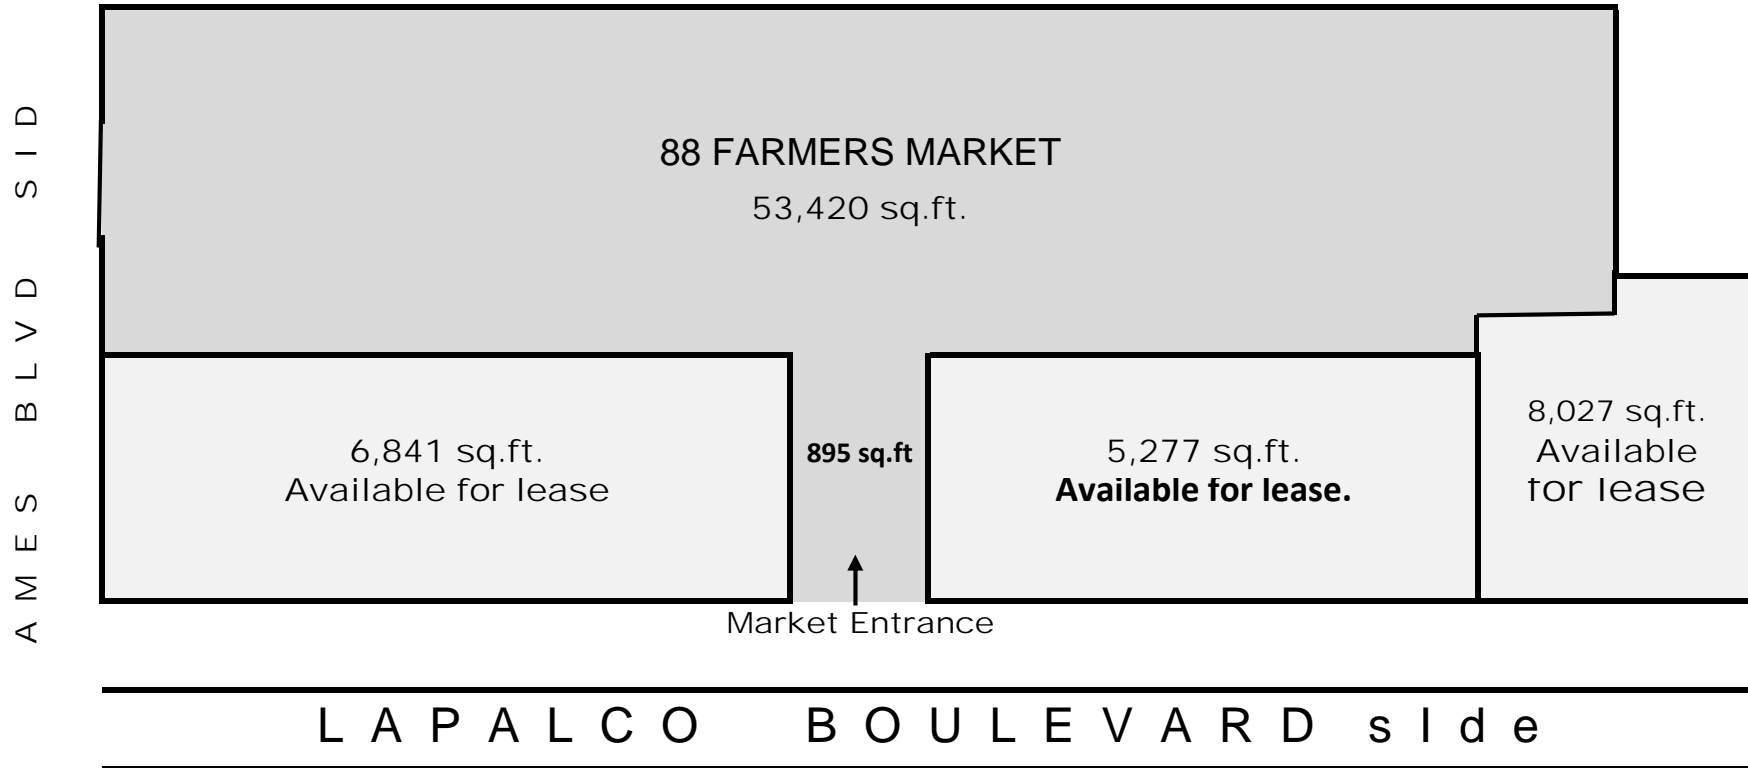 AMES BLVD SID
88 FARMERS MARKET
53,420 sq.ft.
6,841 sq.ft.
Available for lease
895 sq.ft
5,277 sq.ft.
Available for lease.
8,027 sq.ft.
Available
for lease
Market Entrance
LAPALCO BOULEVARD sIde